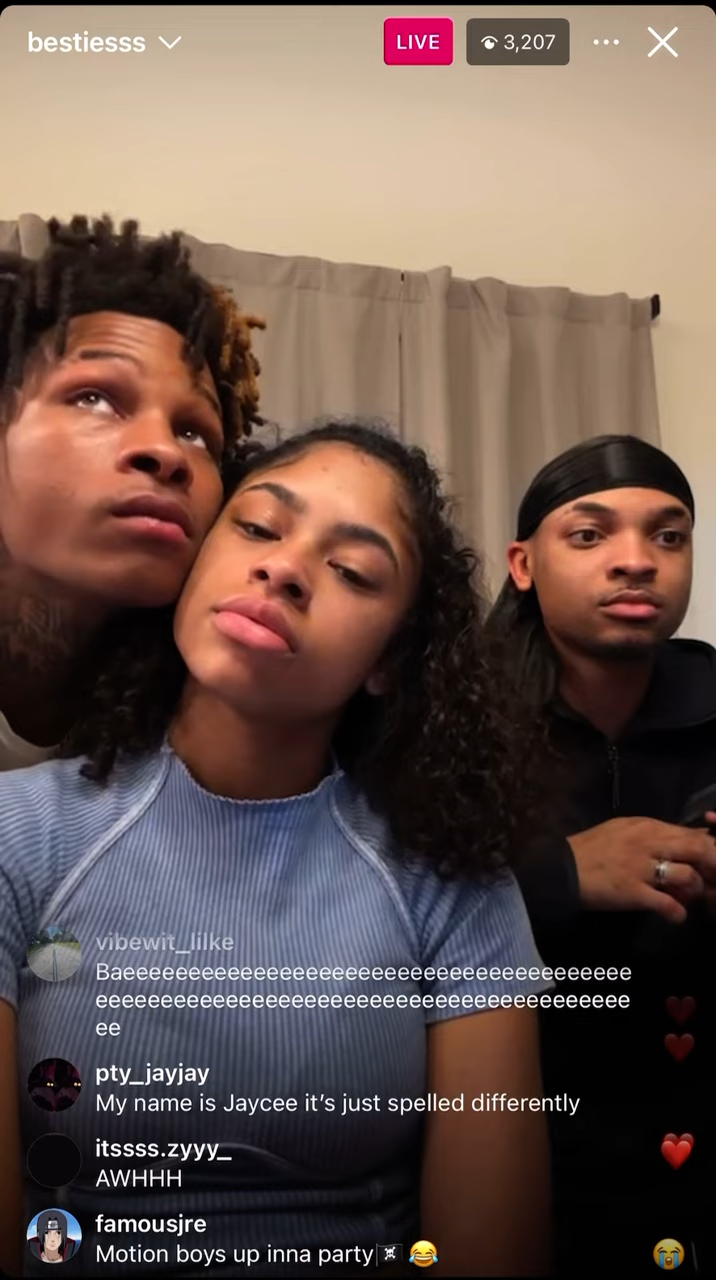 bestiesss
LIVE
3,207
vibewit_lilke
Baeeeeeeeeeeeeeeeeeeeeeeeeeeeeeeeeeeeeeee
eeeeeeeeeeeeeeeeeeeeeeeeeeeeeeeeeeeeeeeee
ee
pty_jayjay
My name is Jaycee it’s just spelled differently
itssss.zyyy_
AWHHH
famousjre
Motion boys up inna party🏴‍☠️😂